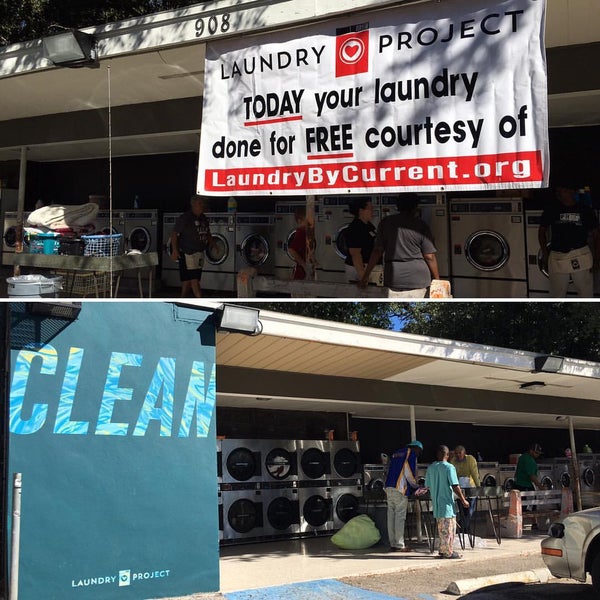 908
LAUNDRY PROJECT
TODAY your laundry
done for FREE courtesy of
LaundryByCurrent.org
CLEAN
LAUNDRY PROJECT